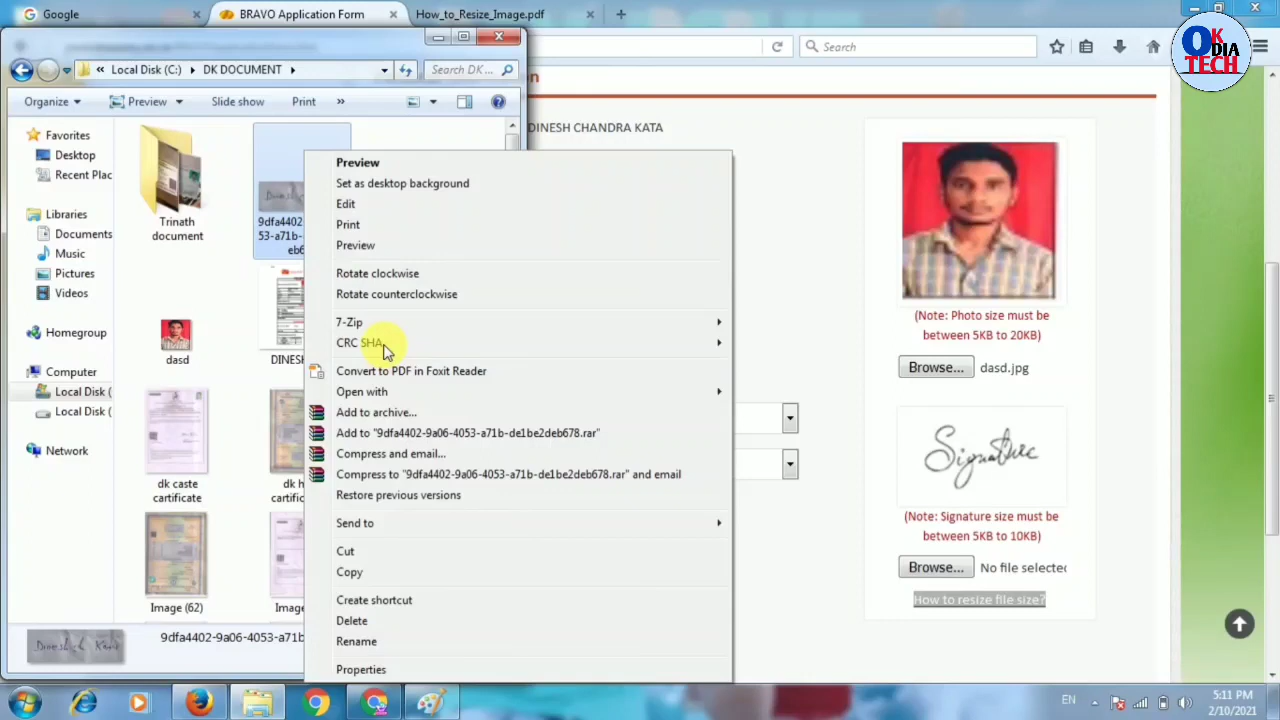 Google
BRAVO Application Form
How_to_Resize_Image.pdf
OK
ODIA
TECH
Local Disk (C:)
DK DOCUMENT
Search DK ...
Search
Organize
Preview
Slide show
Print
»
Favorites
Desktop
Recent Plac
Libraries
Documents
Music
Pictures
Videos
Homegroup
Computer
Local Disk (
Local Disk (
Network
Trinath
document
9dfa4402-
53-a71b-
eb6
dasd
DINESH
dk caste
certificate
dk h
certific
Image (62)
Image
9dfa4402-9a06-4053-a71b
Dinesh ch Kata
Preview
Set as desktop background
Edit
Print
Preview
Rotate clockwise
Rotate counterclockwise
7-Zip
CRC SHA
Convert to PDF in Foxit Reader
Open with
Add to archive...
Add to "9dfa4402-9a06-4053-a71b-de1be2deb678.rar"
Compress and email...
Compress to "9dfa4402-9a06-4053-a71b-de1be2deb678.rar" and email
Restore previous versions
Send to
Cut
Copy
Create shortcut
Delete
Rename
Properties
on
DINESH CHANDRA KATA
(Note: Photo size must be
between 5KB to 20KB)
Browse...
dasd.jpg
Signature
(Note: Signature size must be
between 5KB to 10KB)
Browse...
No file selected
How to resize file size?
EN
5:11 PM
2/10/2021